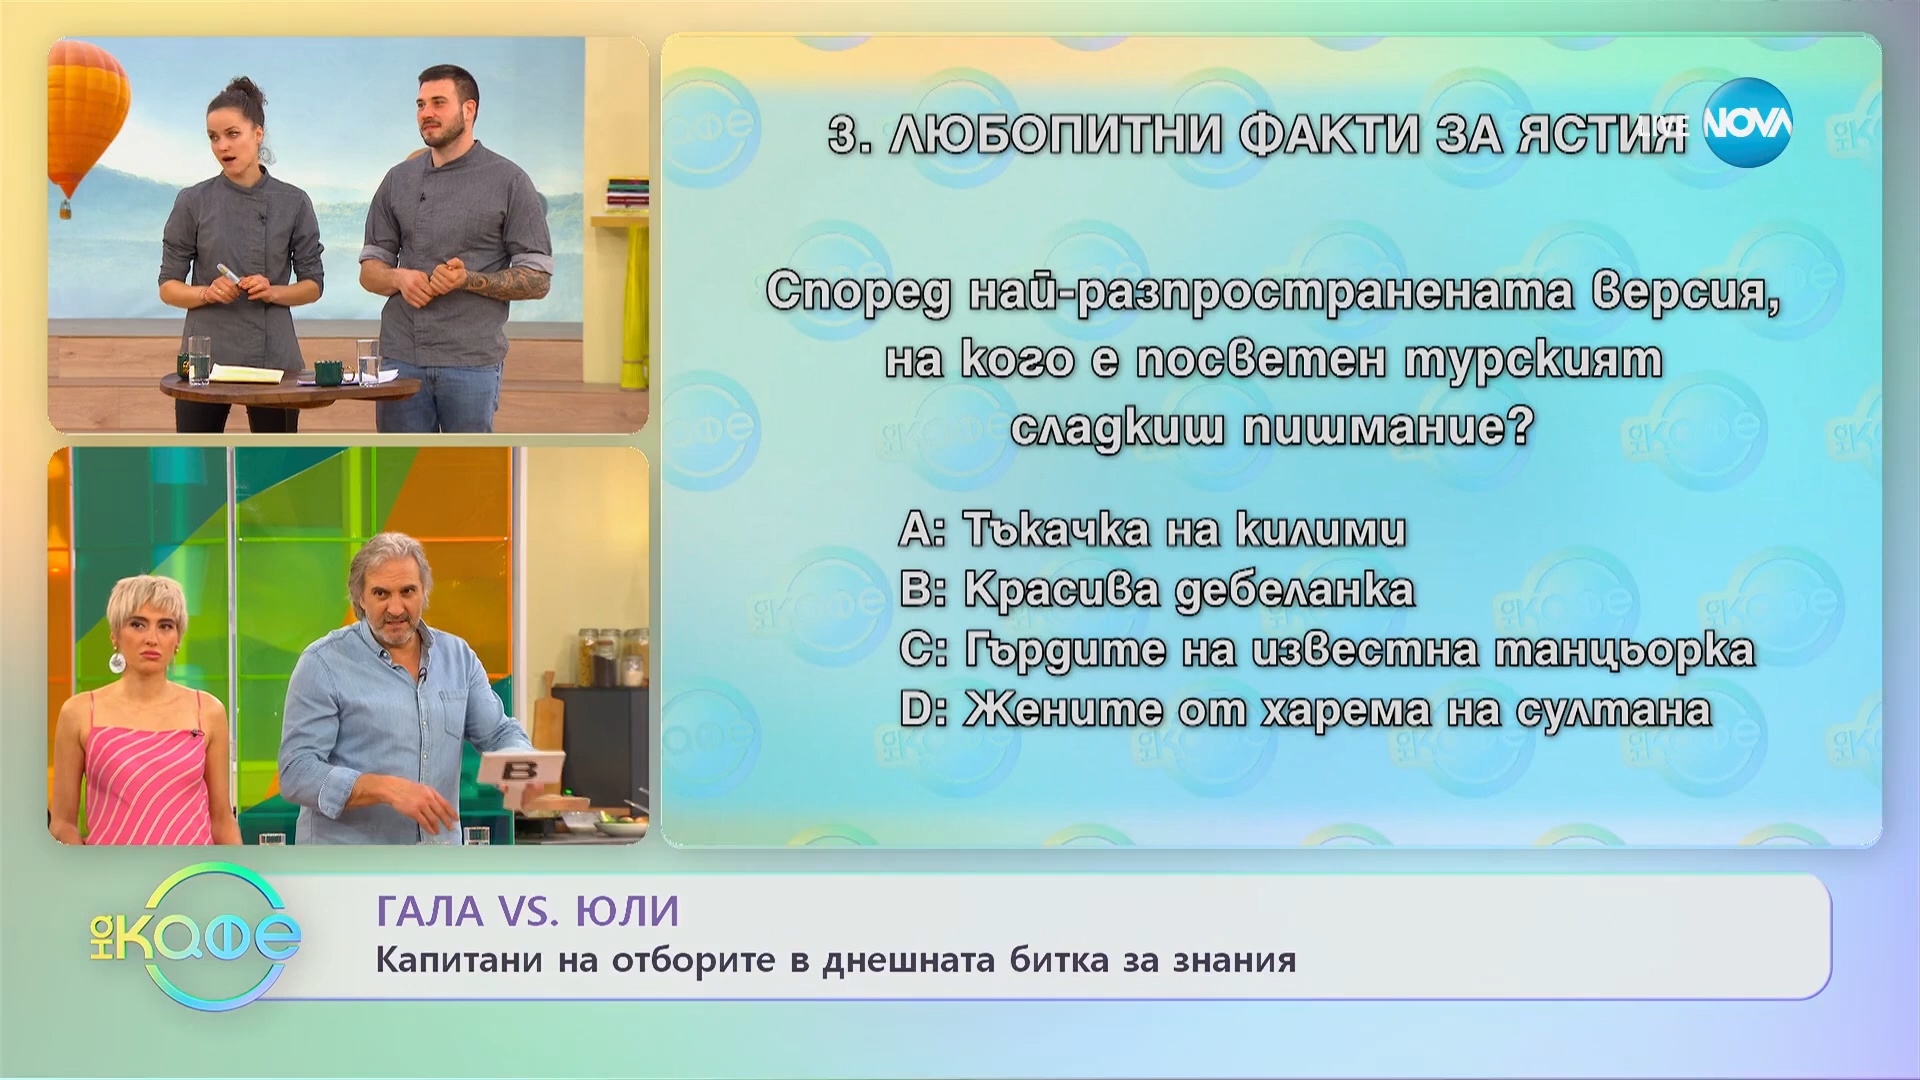 3. ЛЮБОПИТНИ ФАКТИ ЗА ЯСТИЯ
LIVE
NOVA
Според най-разпространената версия,
на кого е посветен турският
сладкиш пишмание?
A: Тъкачка на килими
B: Красива дебеланка
C: Гърдите на известна танцьорка
D: Жените от харема на султана
B
на кафе
ГАЛА VS. ЮЛИ
Капитани на отборите в днешната битка за знания